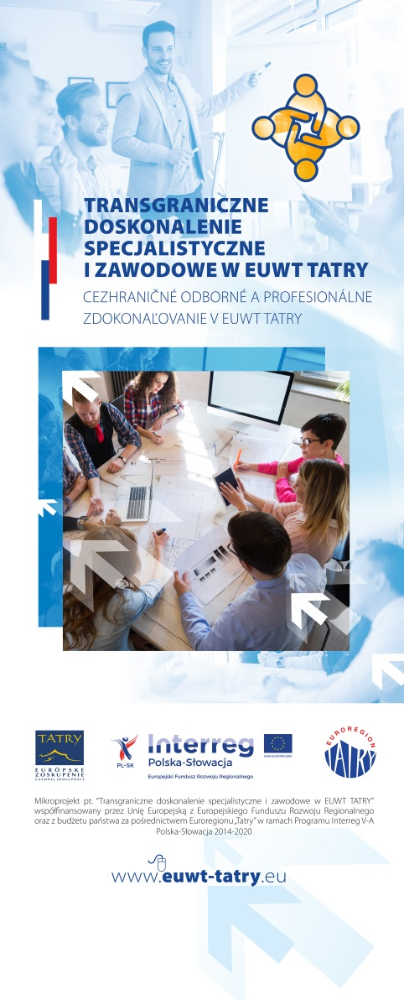 TRANSGRANICZNE
DOSKONALENIE
SPECJALISTYCZNE
I ZAWODOWE W EUWT TATRY
CEZHRANIČNÉ ODBORNÉ A PROFESIONÁLNE
ZDOKONAĽOVANIE V EUWT TATRY
TATRY
EURÓPSKE
ZOSKUPENIE
ÚZEMNEJ SPOLUPRÁCE
PL-SK
Interreg
Polska-Słowacja
Europejski Fundusz Rozwoju Regionalnego
UNIA EUROPEJSKA
EUROREGION
TATRY
Mikroprojekt pt. "Transgraniczne doskonalenie specjalistyczne i zawodowe w EUWT TATRY"
współfinansowany przez Unię Europejską z Europejskiego Funduszu Rozwoju Regionalnego
oraz z budżetu państwa za pośrednictwem Euroregionu „Tatry" w ramach Programu Interreg V-A
Polska-Słowacja 2014-2020
www.euwt-tatry.eu